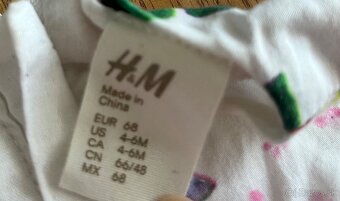 H&M
Made in
China
EUR 68
US 4-6M
CA 4-6M
CN 66/48
MX 68